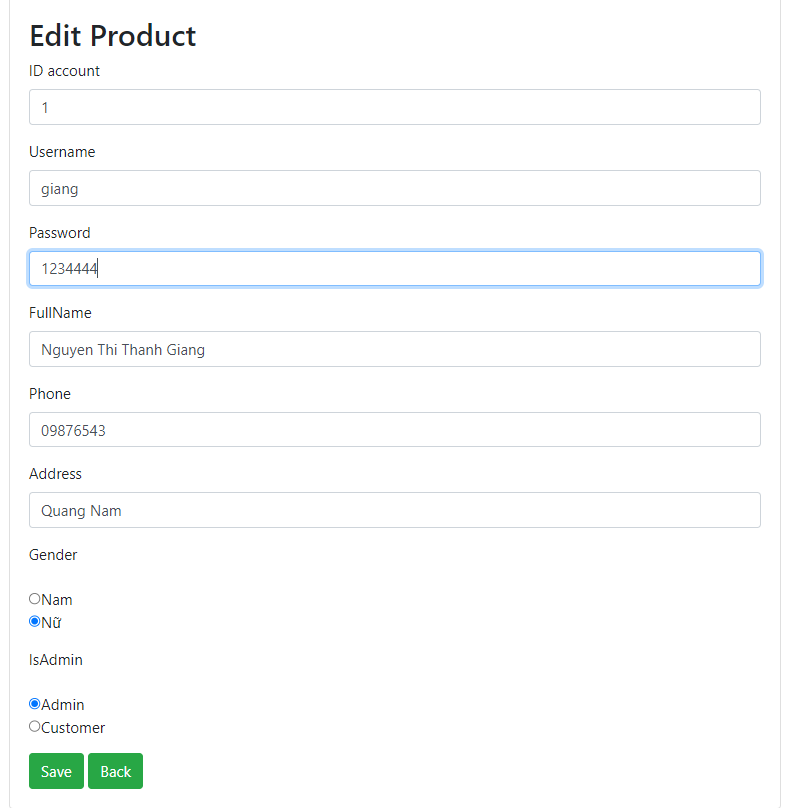 Edit Product
ID account
1
Username
giang
Password
1234444
FullName
Nguyen Thi Thanh Giang
Phone
09876543
Address
Quang Nam
Gender
Nam
Nữ
IsAdmin
Admin
Customer
Save Back